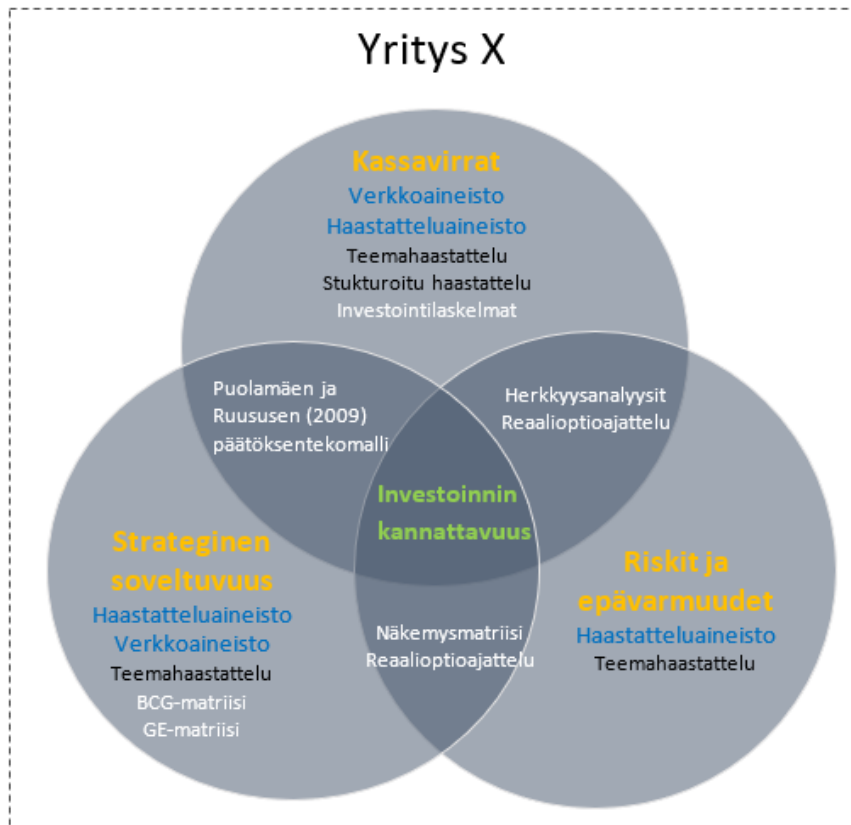 Yritys X
Kassavirrat
Verkkoaineisto
Haastatteluaineisto
Teemahaastattelu
Stukturoitu haastattelu
Investointilaskelmat
Puolamäen ja
Ruususen (2009)
päätöksentekomalli
Herkkyysanalyysit
Reaalioptioajattelu
Investoinnin
kannattavuus
Strateginen
soveltuvuus
Haastatteluaineisto
Verkkoaineisto
Teemahaastattelu
BCG-matriisi
GE-matriisi
Näkemysmatriisi
Reaalioptioajattelu
Riskit ja
epävarmuudet
Haastatteluaineisto
Teemahaastattelu